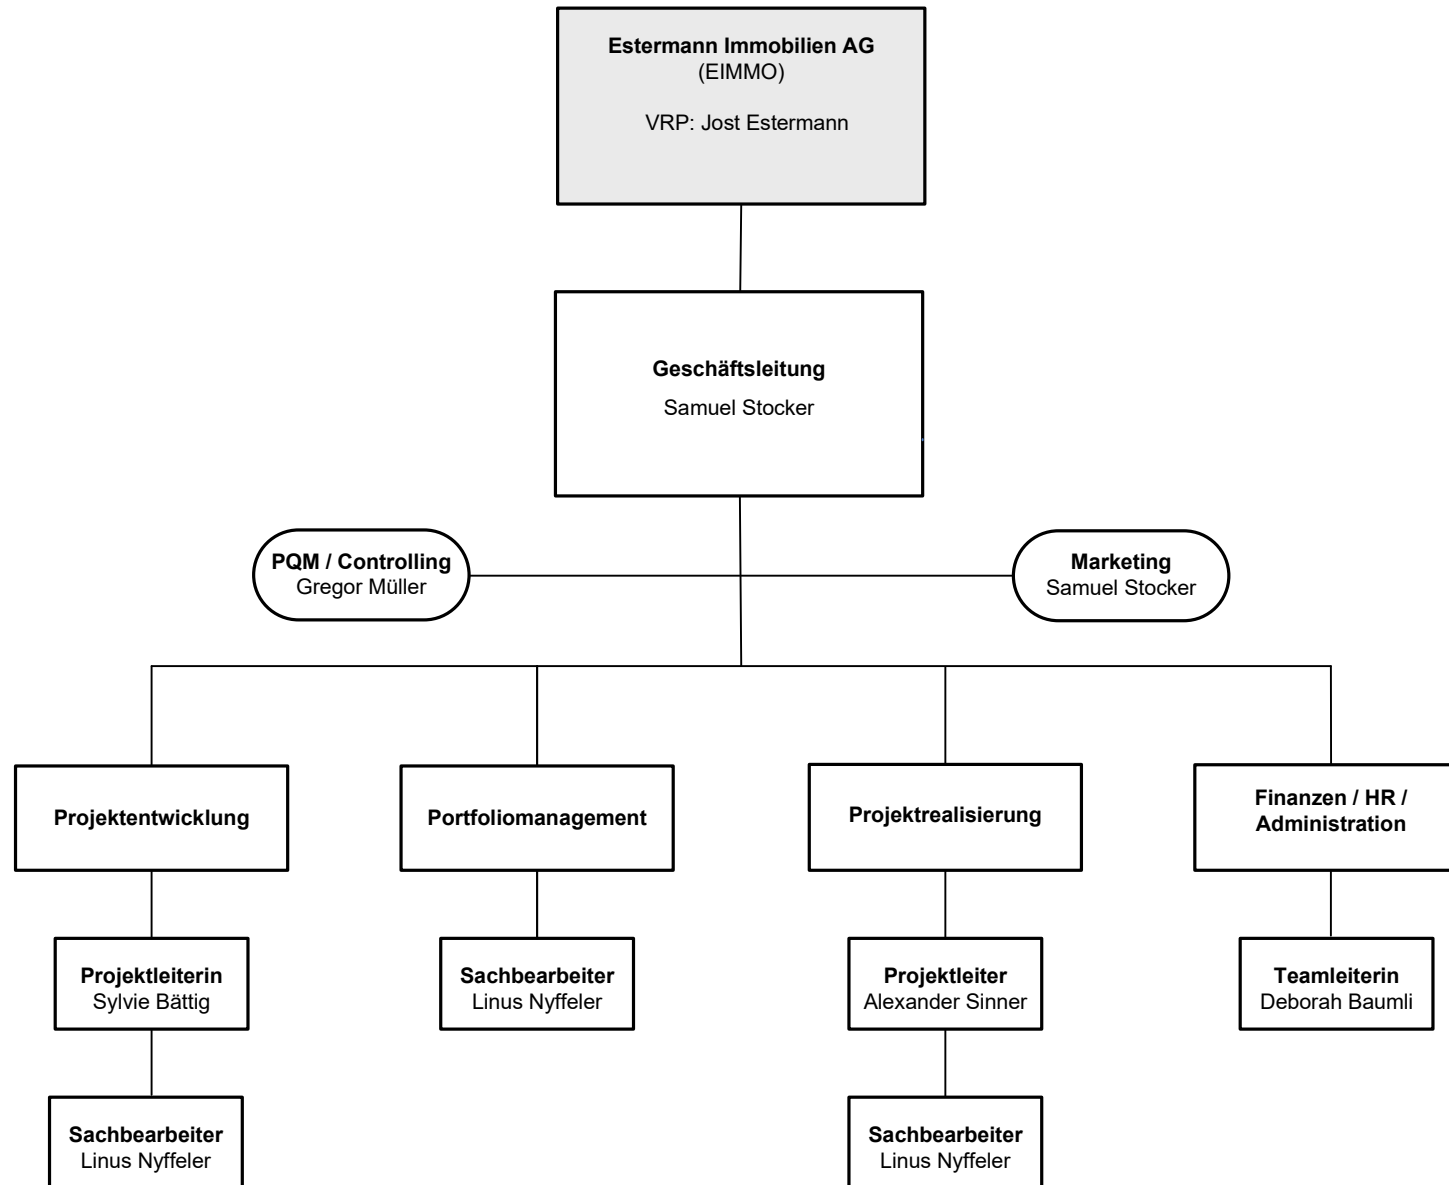 Estermann Immobilien AG
(EIMMO)
VRP: Jost Estermann
Geschäftsleitung
Samuel Stocker
PQM / Controlling
Gregor Müller
Marketing
Samuel Stocker
Projektentwicklung
Portfoliomanagement
Projektrealisierung
Finanzen / HR /
Administration
Projektleiterin
Sylvie Bättig
Sachbearbeiter
Linus Nyffeler
Projektleiter
Alexander Sinner
Teamleiterin
Deborah Baumli
Sachbearbeiter
Linus Nyffeler
Sachbearbeiter
Linus Nyffeler